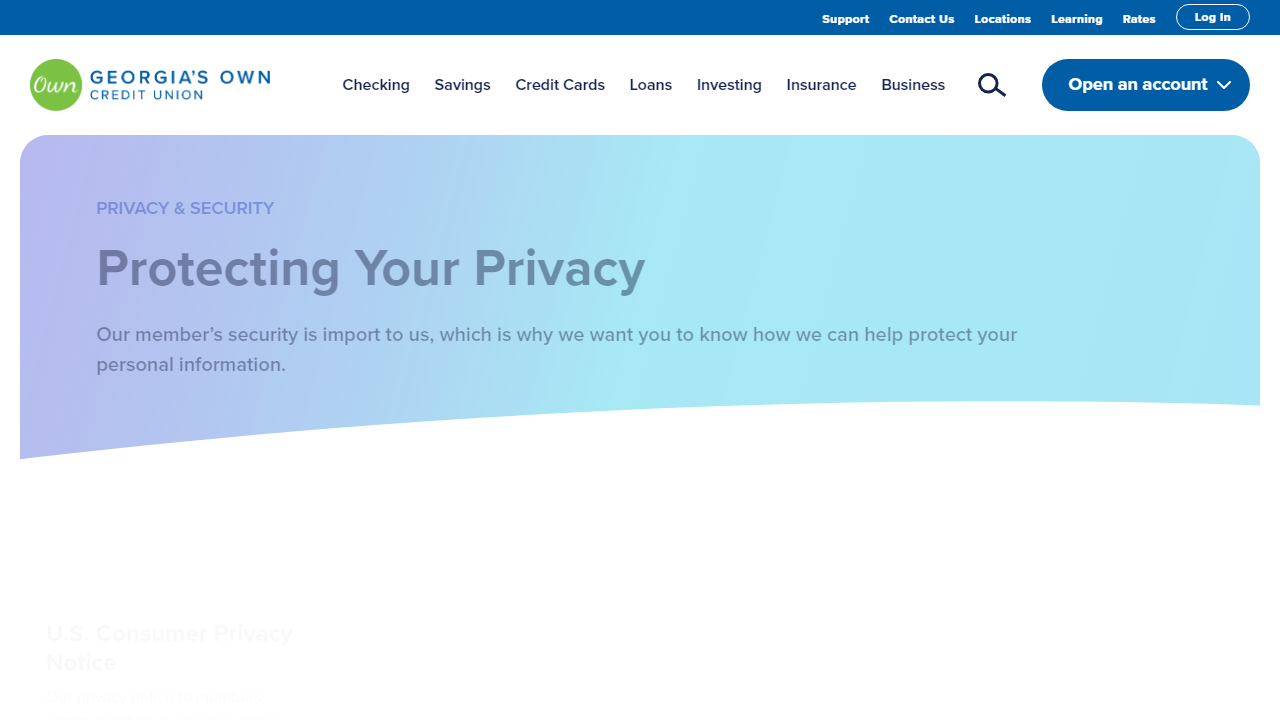 Support Contact Us Locations Learning Rates Log In
Own GEORGIA'S OWN
CREDIT UNION
Checking Savings Credit Cards Loans Investing Insurance Business Open an account
PRIVACY & SECURITY
Protecting Your Privacy
Our member’s security is import to us, which is why we want you to know how we can help protect your
personal information.
U.S. Consumer Privacy
Notice
Our privacy notice to members